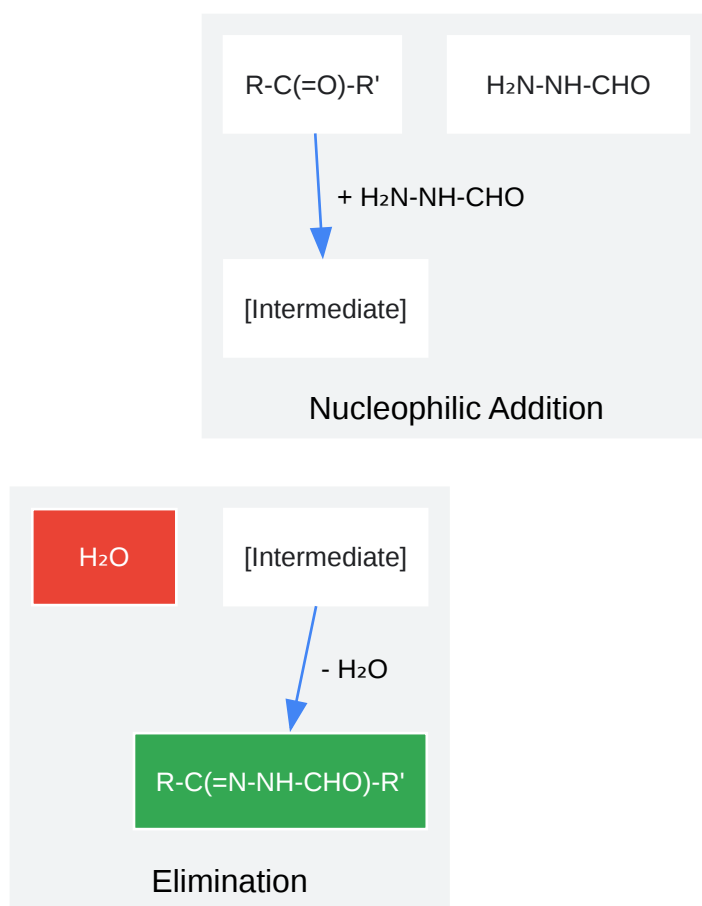 R-C(=O)-R'
H₂N-NH-CHO
+ H₂N-NH-CHO
[Intermediate]
Nucleophilic Addition
H₂O
[Intermediate]
- H₂O
R-C(=N-NH-CHO)-R'
Elimination